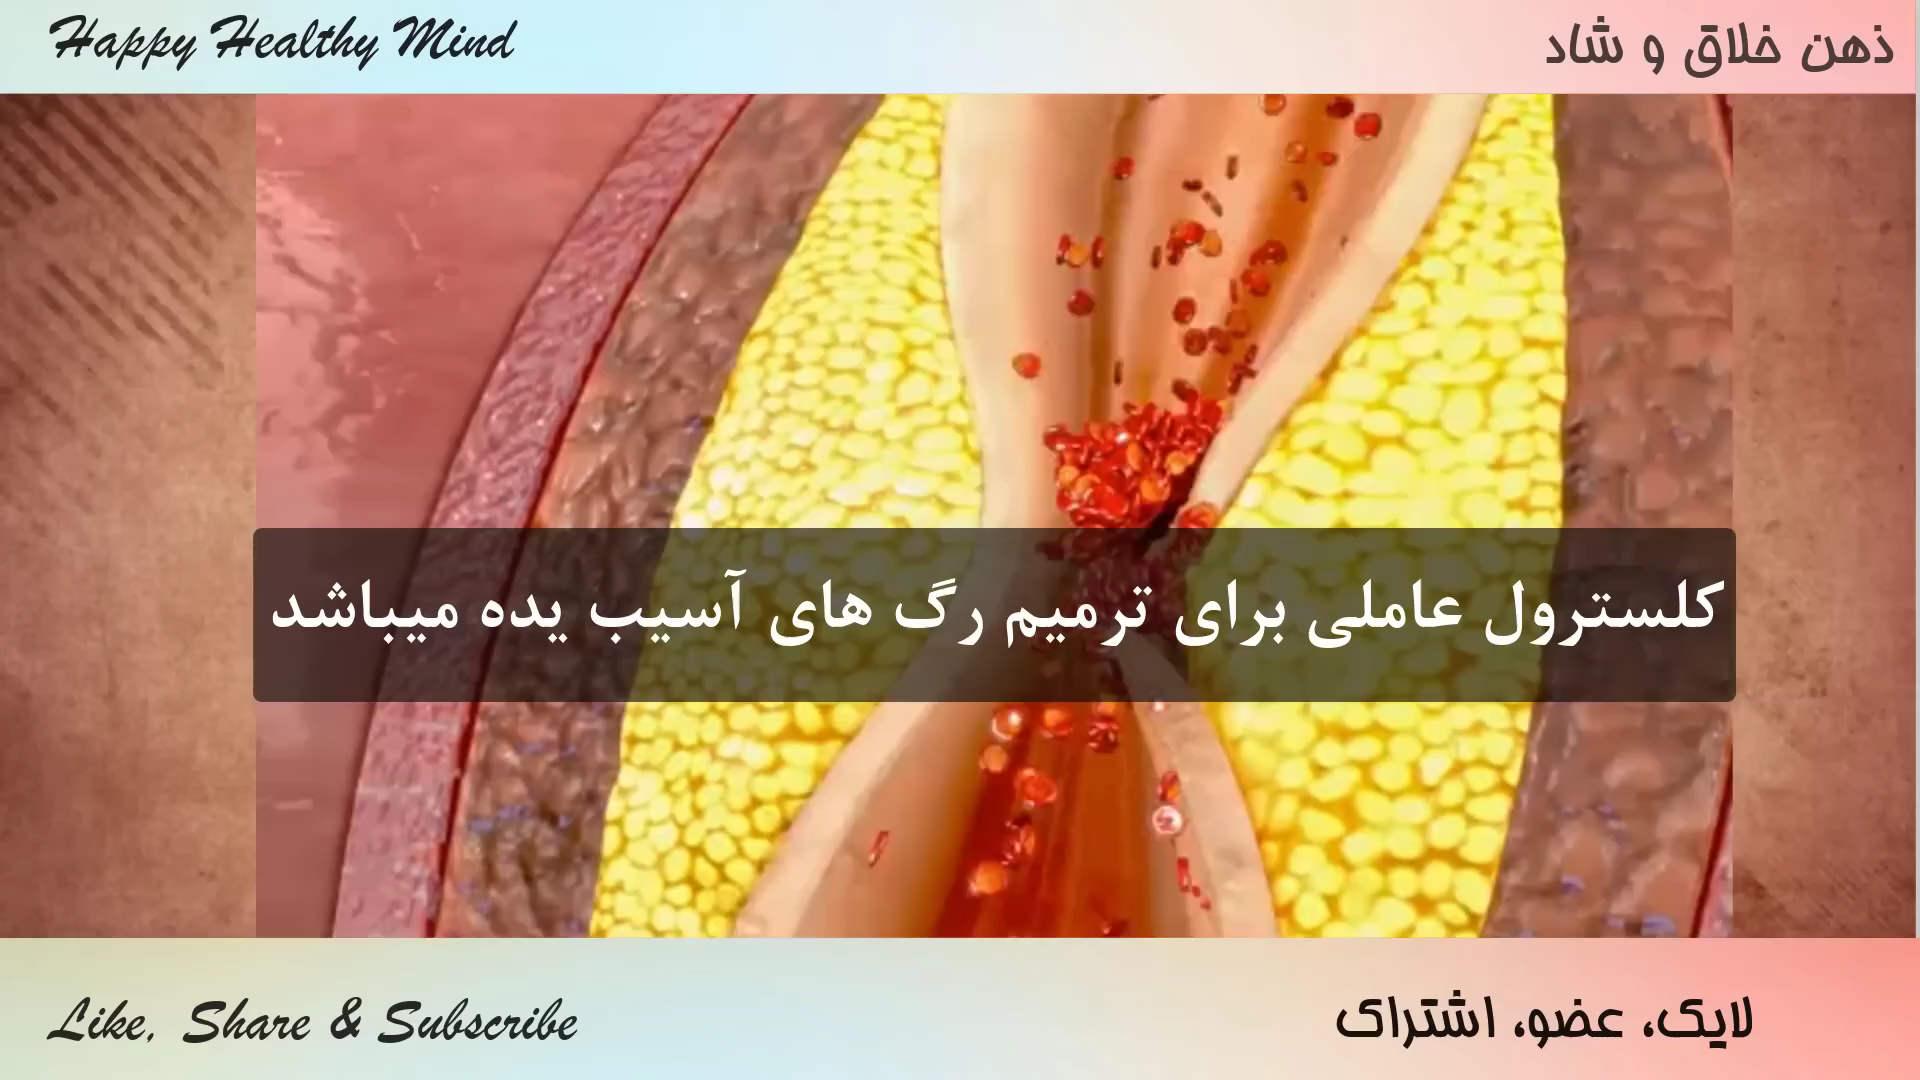 Happy Healthy Mind
ذهن خلاق و شاد
کلسترول عاملی برای ترمیم رگ های آسیب یده میباشد
Like, Share & Subscribe
لایک، عضو، اشتراک